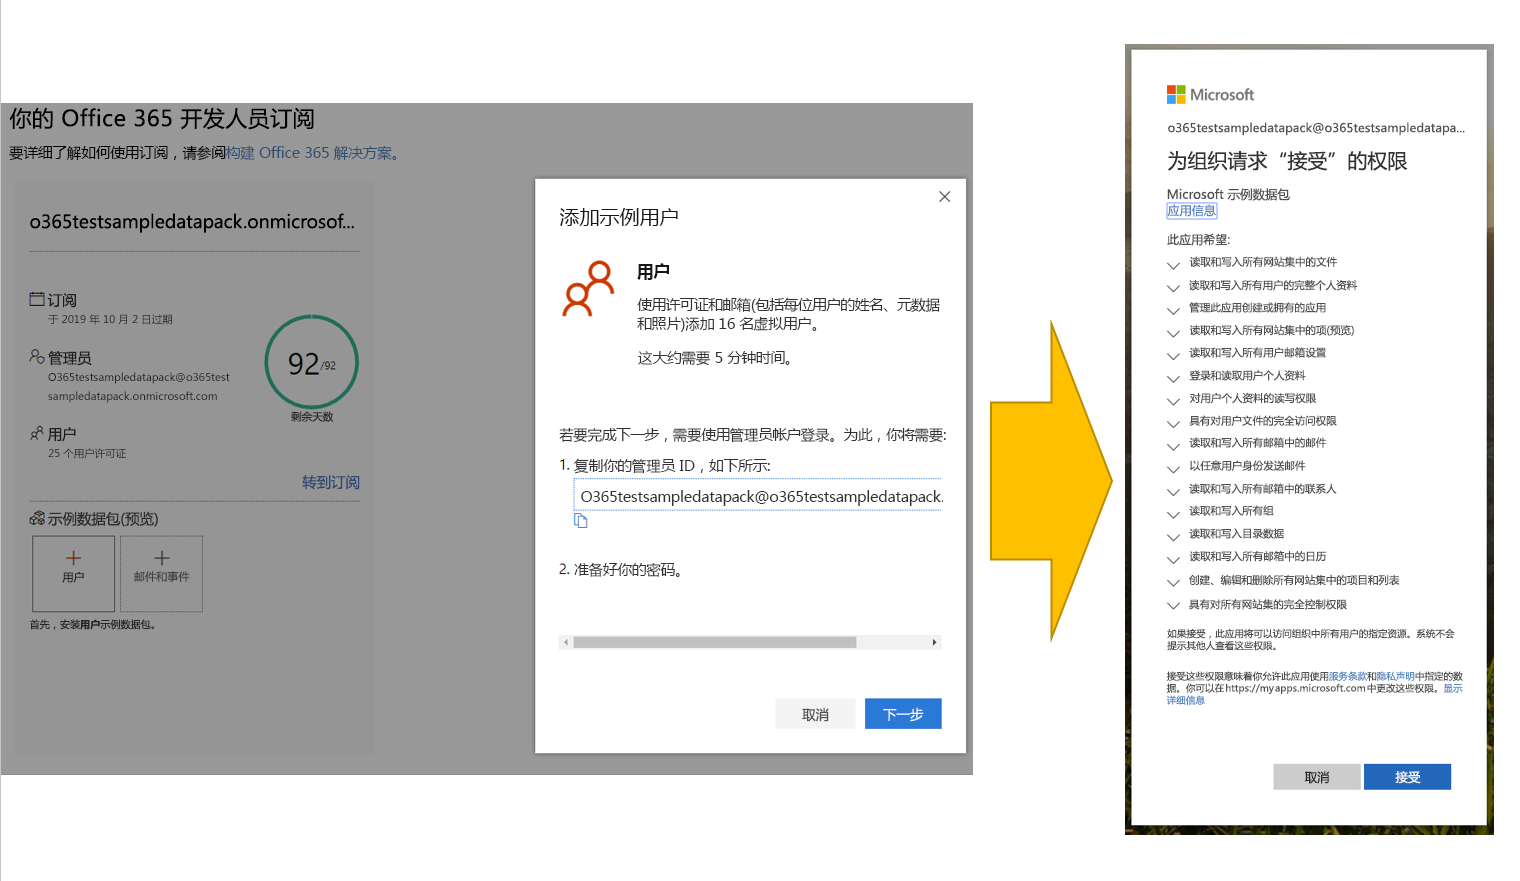 你的 Office 365 开发人员订阅
要详细了解如何使用订阅，请参阅构建 Office 365 解决方案。
o365testsampledatapack.onmicrosof...
订阅
于 2019 年 10 月 2 日过期
管理员
O365testsampledatapack@o365test
sampledatapack.onmicrosoft.com
92/92
剩余天数
用户
25 个用户许可证
转到订阅
示例数据包(预览)
用户
邮件和事件
首先，安装用户示例数据包。
添加示例用户
用户
使用许可证和邮箱(包括每位用户的姓名、元数据
和照片)添加 16 名虚拟用户。
这大约需要 5 分钟时间。
若要完成下一步，需要使用管理员帐户登录。为此，你将需要:
1. 复制你的管理员 ID，如下所示:
O365testsampledatapack@o365testsampledatapack.
2. 准备好你的密码。
取消
下一步
Microsoft
o365testsampledatapack@o365testsampledatapa...
为组织请求“接受”的权限
Microsoft 示例数据包
应用信息
此应用希望:
读取和写入所有网站集中的文件
读取和写入所有用户的完整个人资料
管理此应用创建或拥有的应用
读取和写入所有网站集中的项(预览)
读取和写入所有用户邮箱设置
登录和读取用户个人资料
对用户个人资料的读写权限
具有对用户文件的完全访问权限
读取和写入所有邮箱中的邮件
以任意用户身份发送邮件
读取和写入所有邮箱中的联系人
读取和写入所有组
读取和写入目录数据
读取和写入所有邮箱中的日历
创建、编辑和删除所有网站集中的项目和列表
具有对所有网站集的完全控制权限
如果接受，此应用将可以访问组织中所有用户的指定资源。系统不会
提示其他人查看这些权限。
接受这些权限意味着你允许此应用使用服务条款和隐私声明中指定的数
据。你可以在 https://myapps.microsoft.com 中更改这些权限。显示
详细信息
取消
接受